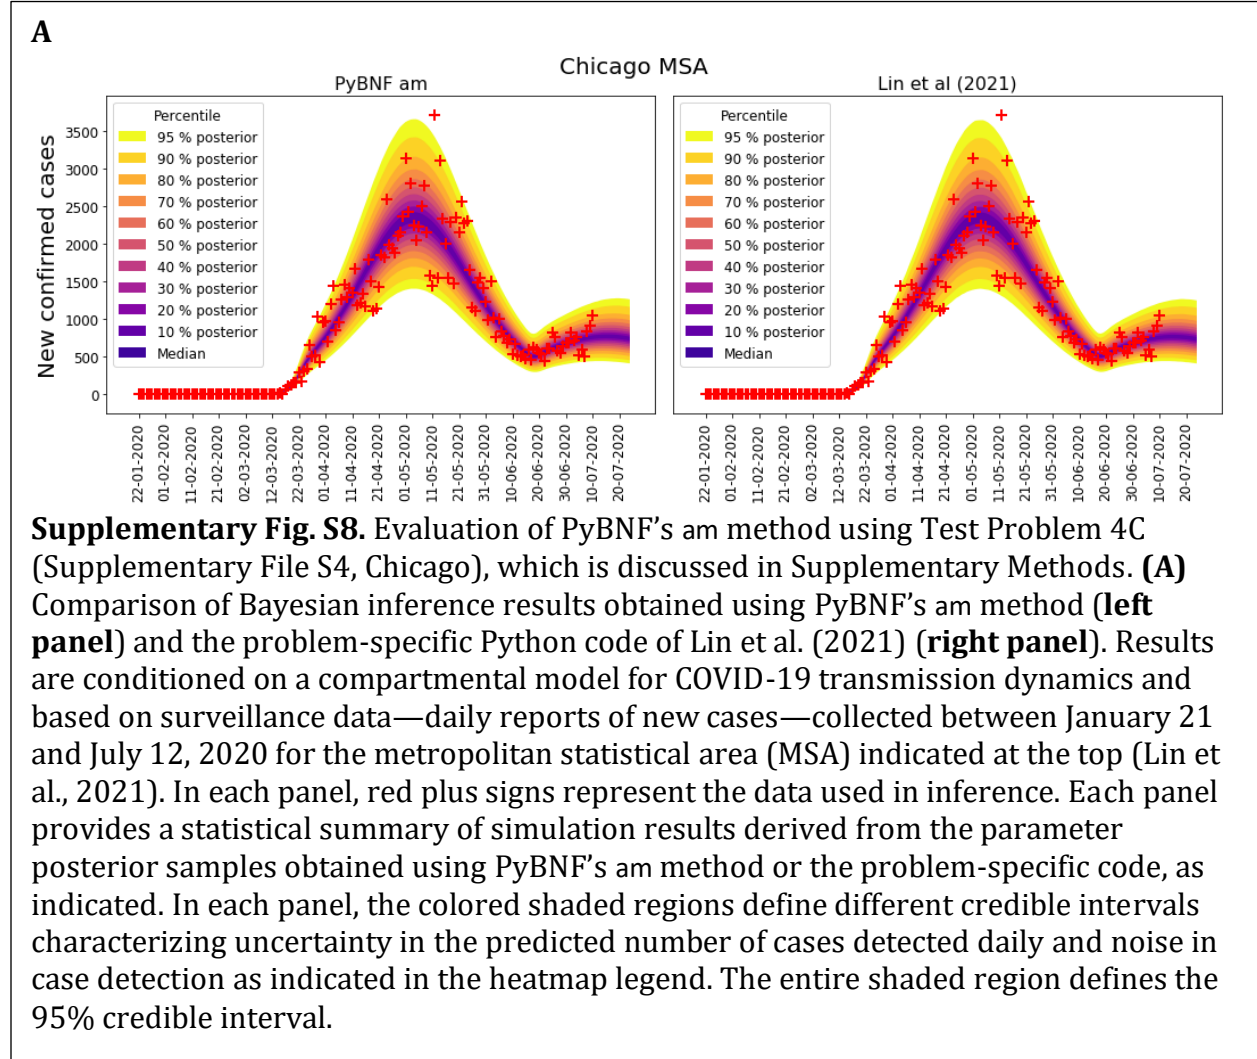 A
Chicago MSA
PyBNF am
Lin et al (2021)
New confirmed cases
3500
3000
2500
2000
1500
1000
500
0
Percentile
95 % posterior
90 % posterior
80 % posterior
70 % posterior
60 % posterior
50 % posterior
40 % posterior
30 % posterior
20 % posterior
10 % posterior
Median
Percentile
95 % posterior
90 % posterior
80 % posterior
70 % posterior
60 % posterior
50 % posterior
40 % posterior
30 % posterior
20 % posterior
10 % posterior
Median
22-01-2020
01-02-2020
11-02-2020
21-02-2020
02-03-2020
12-03-2020
22-03-2020
01-04-2020
11-04-2020
21-04-2020
01-05-2020
11-05-2020
21-05-2020
31-05-2020
10-06-2020
20-06-2020
30-06-2020
10-07-2020
20-07-2020
22-01-2020
01-02-2020
11-02-2020
21-02-2020
02-03-2020
12-03-2020
22-03-2020
01-04-2020
11-04-2020
21-04-2020
01-05-2020
11-05-2020
21-05-2020
31-05-2020
10-06-2020
20-06-2020
30-06-2020
10-07-2020
20-07-2020
Supplementary Fig. S8. Evaluation of PyBNF’s am method using Test Problem 4C
(Supplementary File S4, Chicago), which is discussed in Supplementary Methods. (A)
Comparison of Bayesian inference results obtained using PyBNF’s am method (left
panel) and the problem-specific Python code of Lin et al. (2021) (right panel). Results
are conditioned on a compartmental model for COVID-19 transmission dynamics and
based on surveillance data—daily reports of new cases—collected between January 21
and July 12, 2020 for the metropolitan statistical area (MSA) indicated at the top (Lin et
al., 2021). In each panel, red plus signs represent the data used in inference. Each panel
provides a statistical summary of simulation results derived from the parameter
posterior samples obtained using PyBNF’s am method or the problem-specific code, as
indicated. In each panel, the colored shaded regions define different credible intervals
characterizing uncertainty in the predicted number of cases detected daily and noise in
case detection as indicated in the heatmap legend. The entire shaded region defines the
95% credible interval.